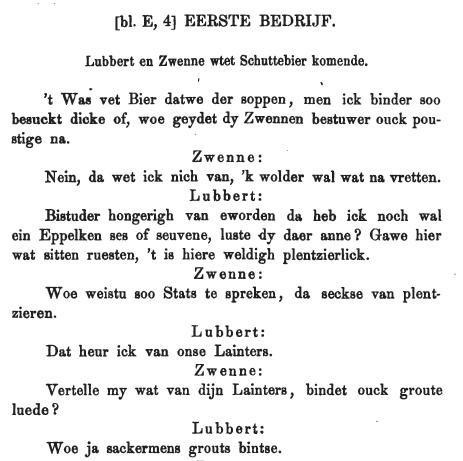 [bl. E, 4] EERSTE BEDRIJF.
Lubbert en Zwenne wtet Schuttebier komende.
't Was vet Bier datwe der soppen, men ick binder soo
besuckt dicke of, woe geydet dy Zwennen bestuwer ouck pou-
stige na.
Zwenne:
Nein, da wet ick nich van, 'k wolder wal wat na vretten.
Lubbert:
Bistuder hongerigh van eworden da heb ick noch wal
ein Eppelken ses of seuvene, luste dy daer anne? Gawe hier
wat sitten ruesten, 't is hiere weldigh plentzierlick.
Zwenne:
Woe weistu soo Stats te spreken, da seckse van plent-
zieren.
Lubbert:
Dat heur ick van onse Lainters.
Zwenne:
Vertelle my wat van dijn Lainters, bindet ouck groute
luede?
Lubbert:
Woe ja sackermens grouts bintse.